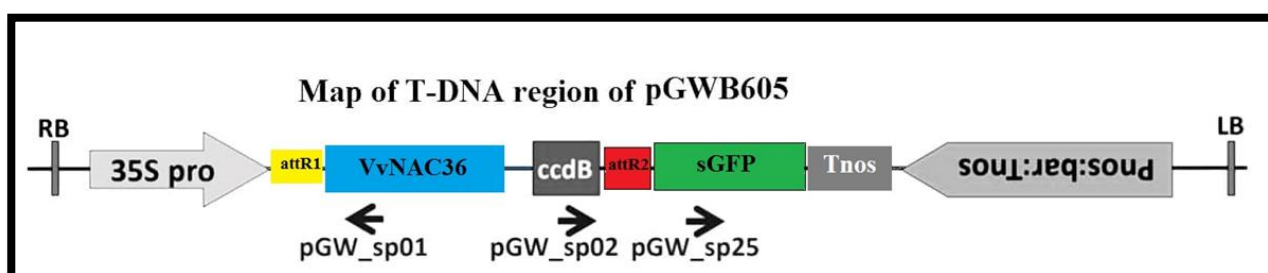 Map of T-DNA region of pGWB605
RB
LB
35S pro
attR1
VvNAC36
ccdB
attR2
sGFP
Tnos
Pnos:bar:Tnos
pGW_sp01
pGW_sp02
pGW_sp25